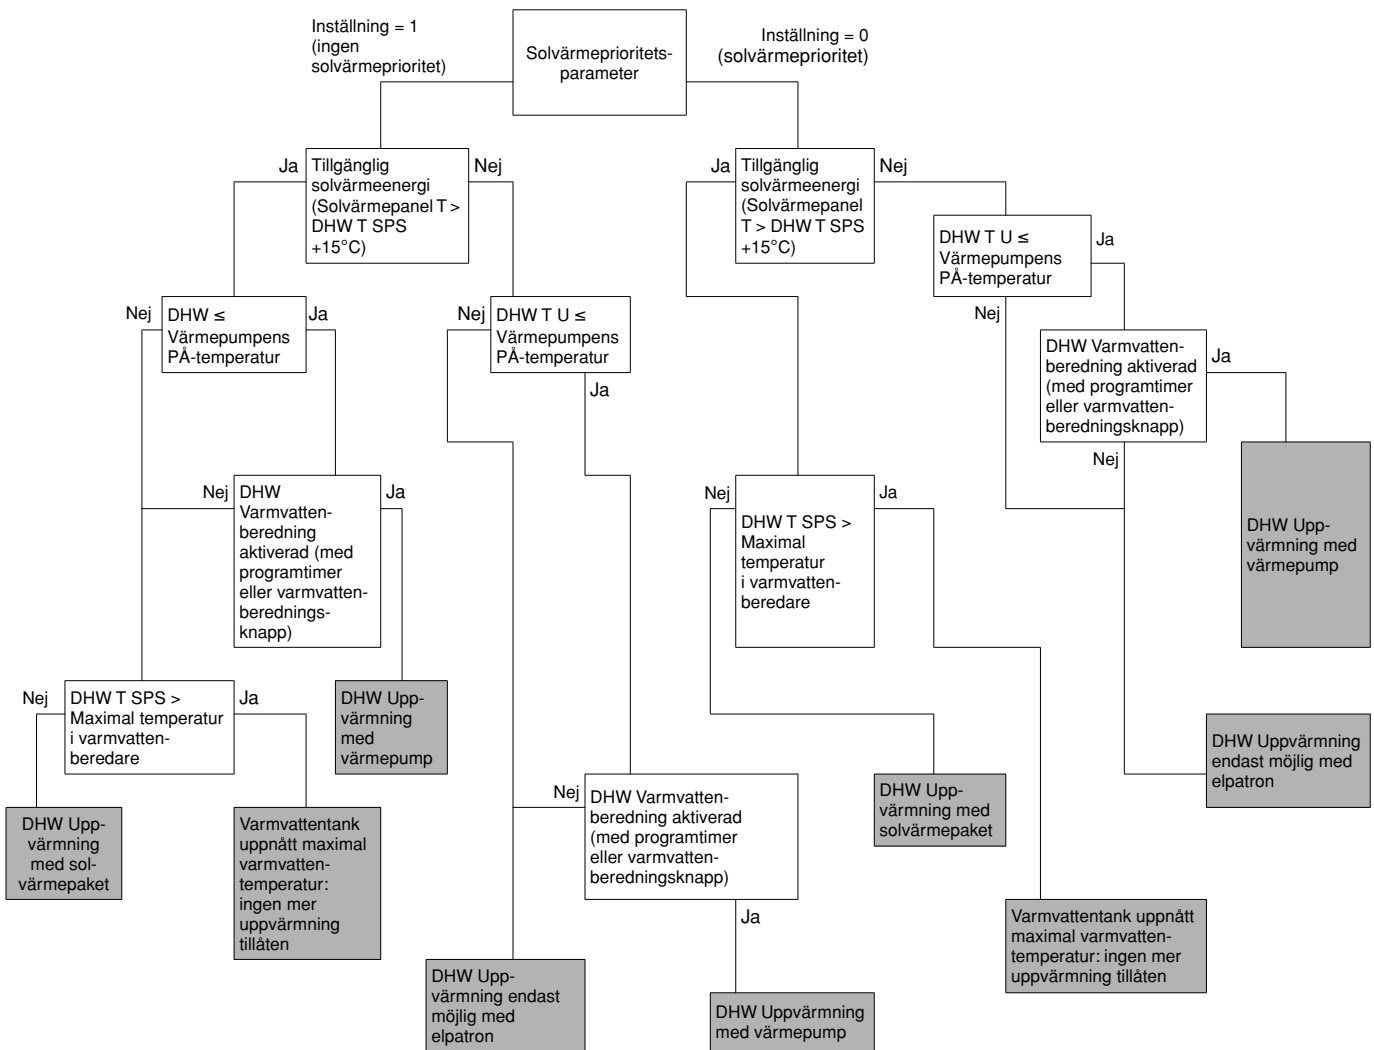 Inställning = 1
(ingen
solvärmeprioritet)
Solvärmeprioritets-
parameter
Inställning = 0
(solvärmeprioritet)
Ja
Tillgänglig
solvärmeenergi
(Solvärmepanel T >
DHW T SPS
+15°C)
Nej
Ja
Tillgänglig
solvärmeenergi
(Solvärmepanel
T > DHW T SPS
+15°C)
Nej
DHW T U ≤
Värmepumpens
PÅ-temperatur
Ja
Nej
Nej
DHW ≤
Värmepumpens
PÅ-temperatur
Ja
Nej
DHW T U ≤
Värmepumpens
PÅ-temperatur
Ja
DHW Varmvatten-
beredning aktiverad
(med programtimer
eller varmvatten-
beredningsknapp)
Ja
Nej
Nej
DHW
Varmvatten-
beredning
aktiverad (med
programtimer
eller varmvatten-
berednings-
knapp)
Ja
Nej
DHW T SPS >
Maximal
temperatur
i varmvatten-
beredare
Ja
DHW Upp-
värmning med
värmepump
Nej
DHW T SPS >
Maximal temperatur
i varmvatten-
beredare
Ja
DHW Upp-
värmning
med
värmepump
DHW Uppvärmning
endast möjlig med
elpatron
DHW Upp-
värmning
med sol-
värmepaket
Varmvattentank
uppnått maximal
varmvatten-
temperatur:
ingen mer
uppvärmning
tillåten
Nej
DHW Varmvatten-
beredning aktiverad
(med programtimer
eller varmvatten-
beredningsknapp)
Ja
DHW Upp-
värmning med
solvärmepaket
Varmvattentank uppnått
maximal varmvatten-
temperatur: ingen mer
uppvärmning tillåten
DHW Upp-
värmning endast
möjlig med
elpatron
DHW Uppvärmning
med värmepump